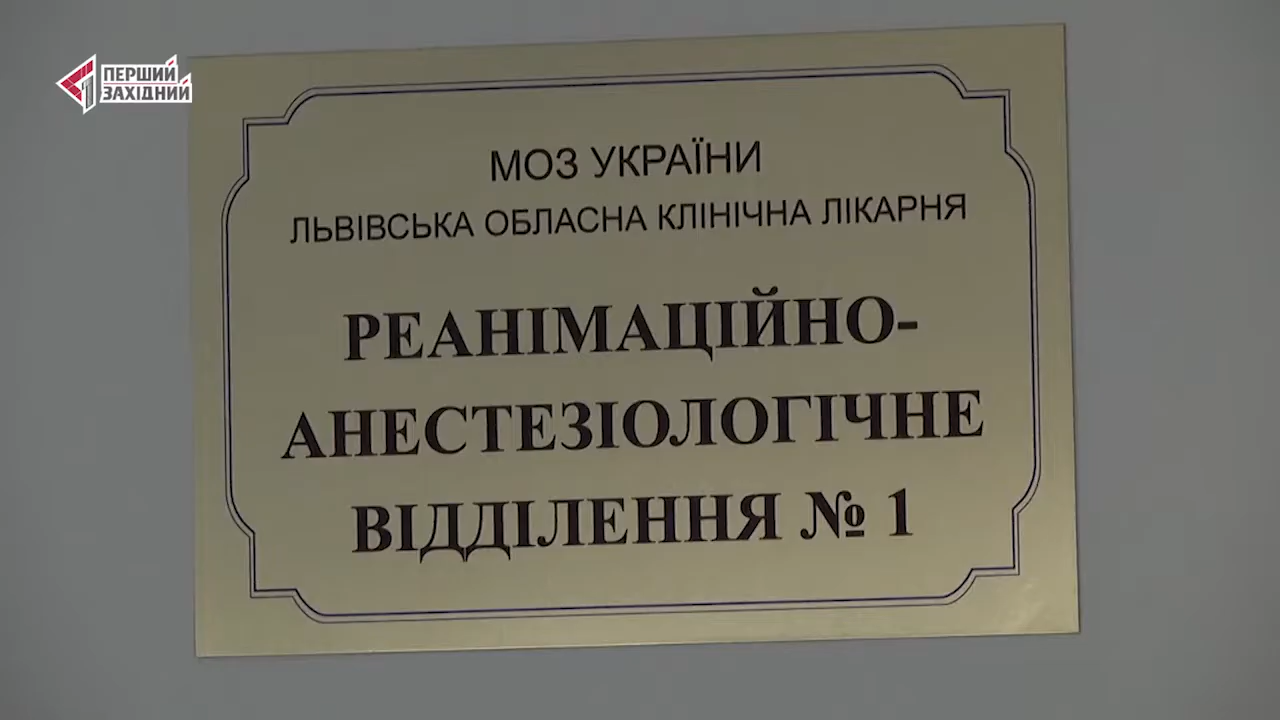 ПЕРШИЙ
ЗАХІДНИЙ
МОЗ УКРАЇНИ
ЛЬВІВСЬКА ОБЛАСНА КЛІНІЧНА ЛІКАРНЯ
РЕАНІМАЦІЙНО-
АНЕСТЕЗІОЛОГІЧНЕ
ВІДДІЛЕННЯ № 1